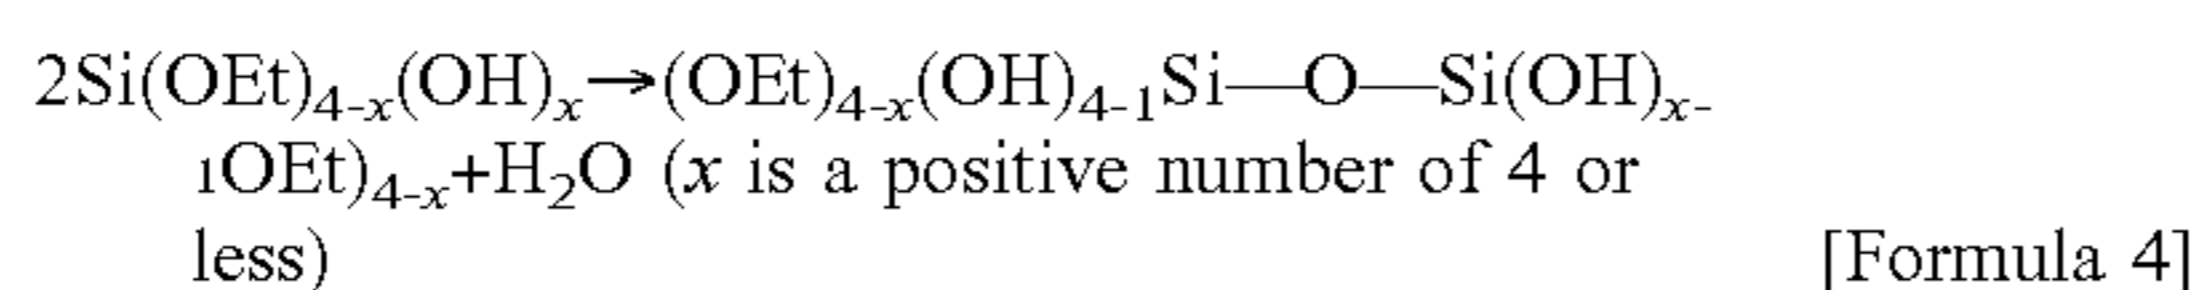 2Si(OEt)₄₋ₓ(OH)ₓ→(OEt)₄₋ₓ(OH)₄₋₁Si—O—Si(OH)ₓ₋
₁OEt)₄₋ₓ+H₂O (x is a positive number of 4 or
less) [Formula 4]